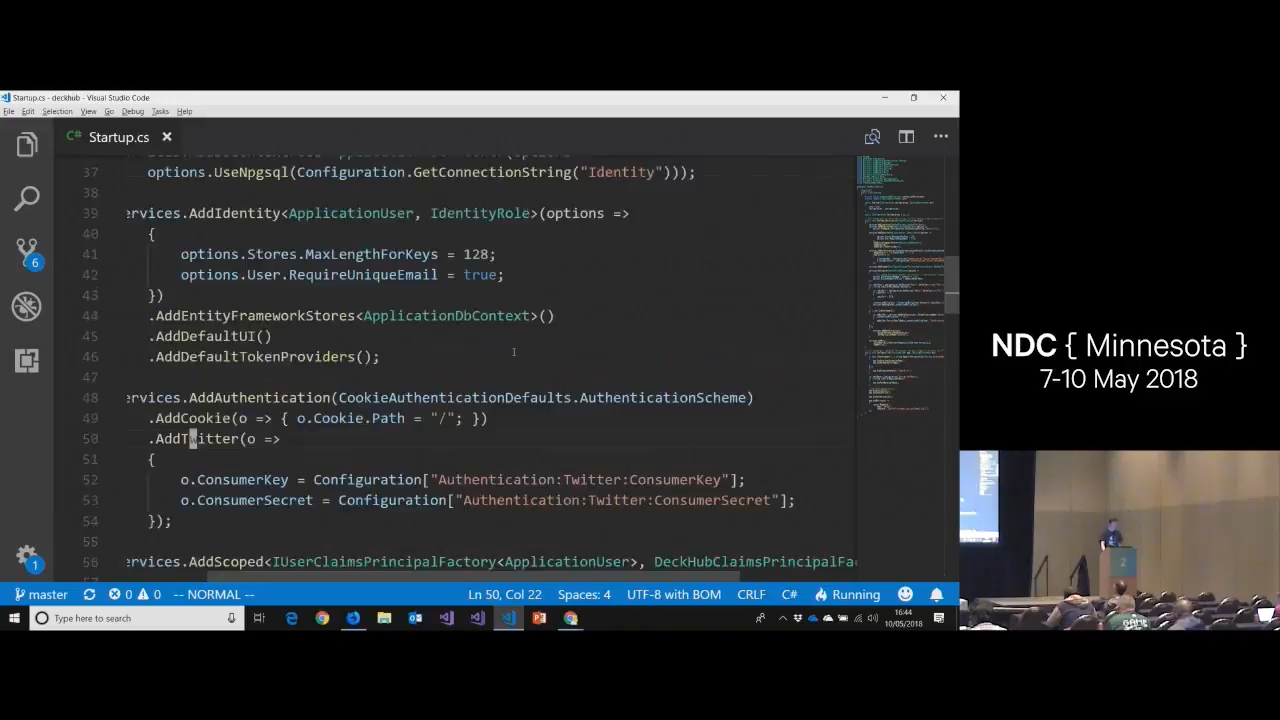 Startup.cs - deckhub - Visual Studio Code
File Edit Selection View Go Debug Tasks Help
C# Startup.cs
37 options.UseNpgsql(Configuration.GetConnectionString("Identity")));
38
39 ervices.AddIdentity<ApplicationUser, IdentityRole>(options =>
40 {
41 options.Stores.MaxLengthForKeys = 128;
42 options.User.RequireUniqueEmail = true;
43 })
44 .AddEntityFrameworkStores<ApplicationDbContext>()
45 .AddDefaultUI()
46 .AddDefaultTokenProviders();
47
48 ervices.AddAuthentication(CookieAuthenticationDefaults.AuthenticationScheme)
49 .AddCookie(o => { o.Cookie.Path = "/"; })
50 .AddTwitter(o =>
51 {
52 o.ConsumerKey = Configuration["Authentication:Twitter:ConsumerKey"];
53 o.ConsumerSecret = Configuration["Authentication:Twitter:ConsumerSecret"];
54 });
55
56 ervices.AddScoped<IUserClaimsPrincipalFactory<ApplicationUser>, DeckHubClaimsPrincipalFa
6
1
master 0 0 -- NORMAL -- Ln 50, Col 22 Spaces: 4 UTF-8 with BOM CRLF C# Running
Type here to search
16:44
10/05/2018
NDC { Minnesota }
7-10 May 2018
2
GAME